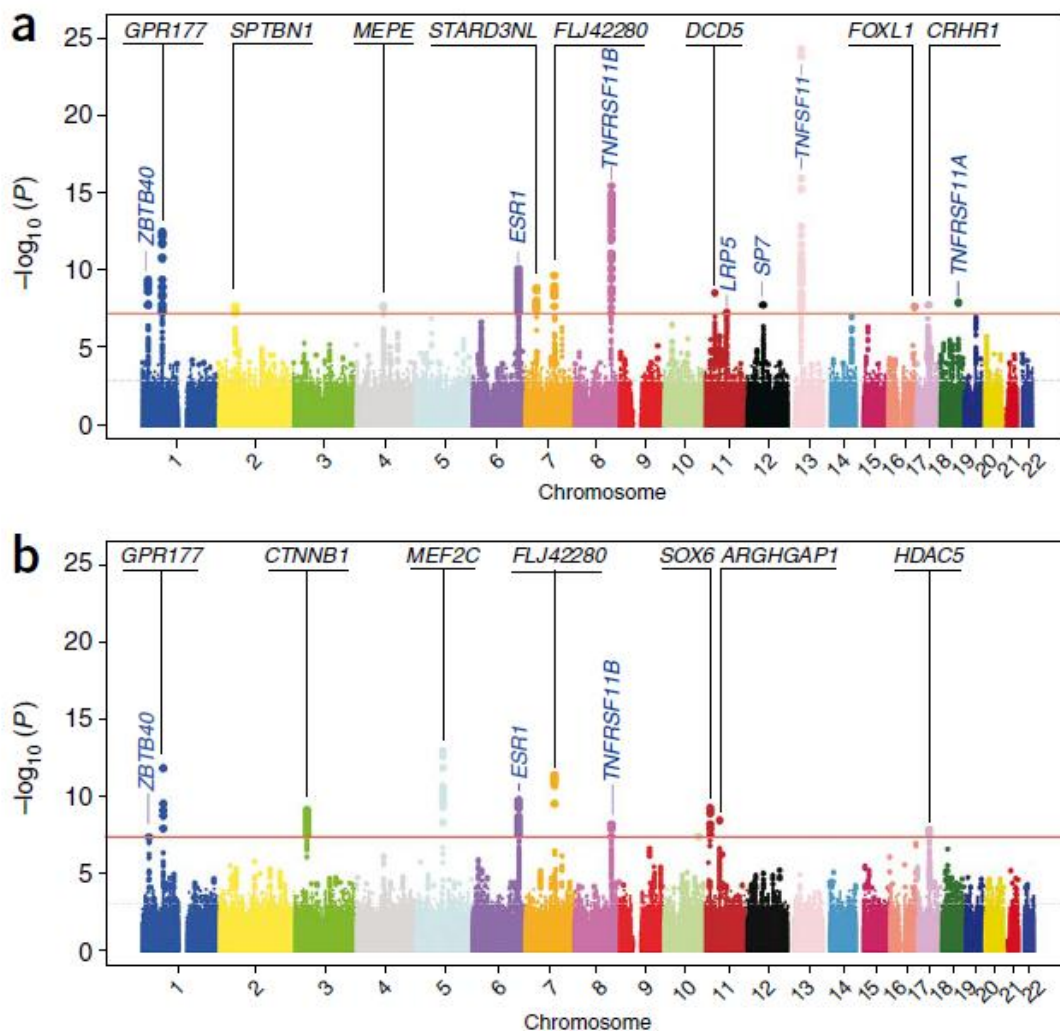 a
GPR177 SPTBN1 MEPE STARD3NL FLJ42280 DCD5 FOXL1 CRHR1
ZBTB40 ESR1 TNFRSF11B LRP5 SP7 TNFSF11 TNFRSF11A
−log10 (P)
25
20
15
10
5
0
1 2 3 4 5 6 7 8 9 10 11 12 13 14 15 16 17 18 19 20 21 22
Chromosome
b
GPR177 CTNNB1 MEF2C FLJ42280 SOX6 ARGHGAP1 HDAC5
ZBTB40 ESR1 TNFRSF11B
−log10 (P)
25
20
15
10
5
0
1 2 3 4 5 6 7 8 9 10 11 12 13 14 15 16 17 18 19 20 21 22
Chromosome